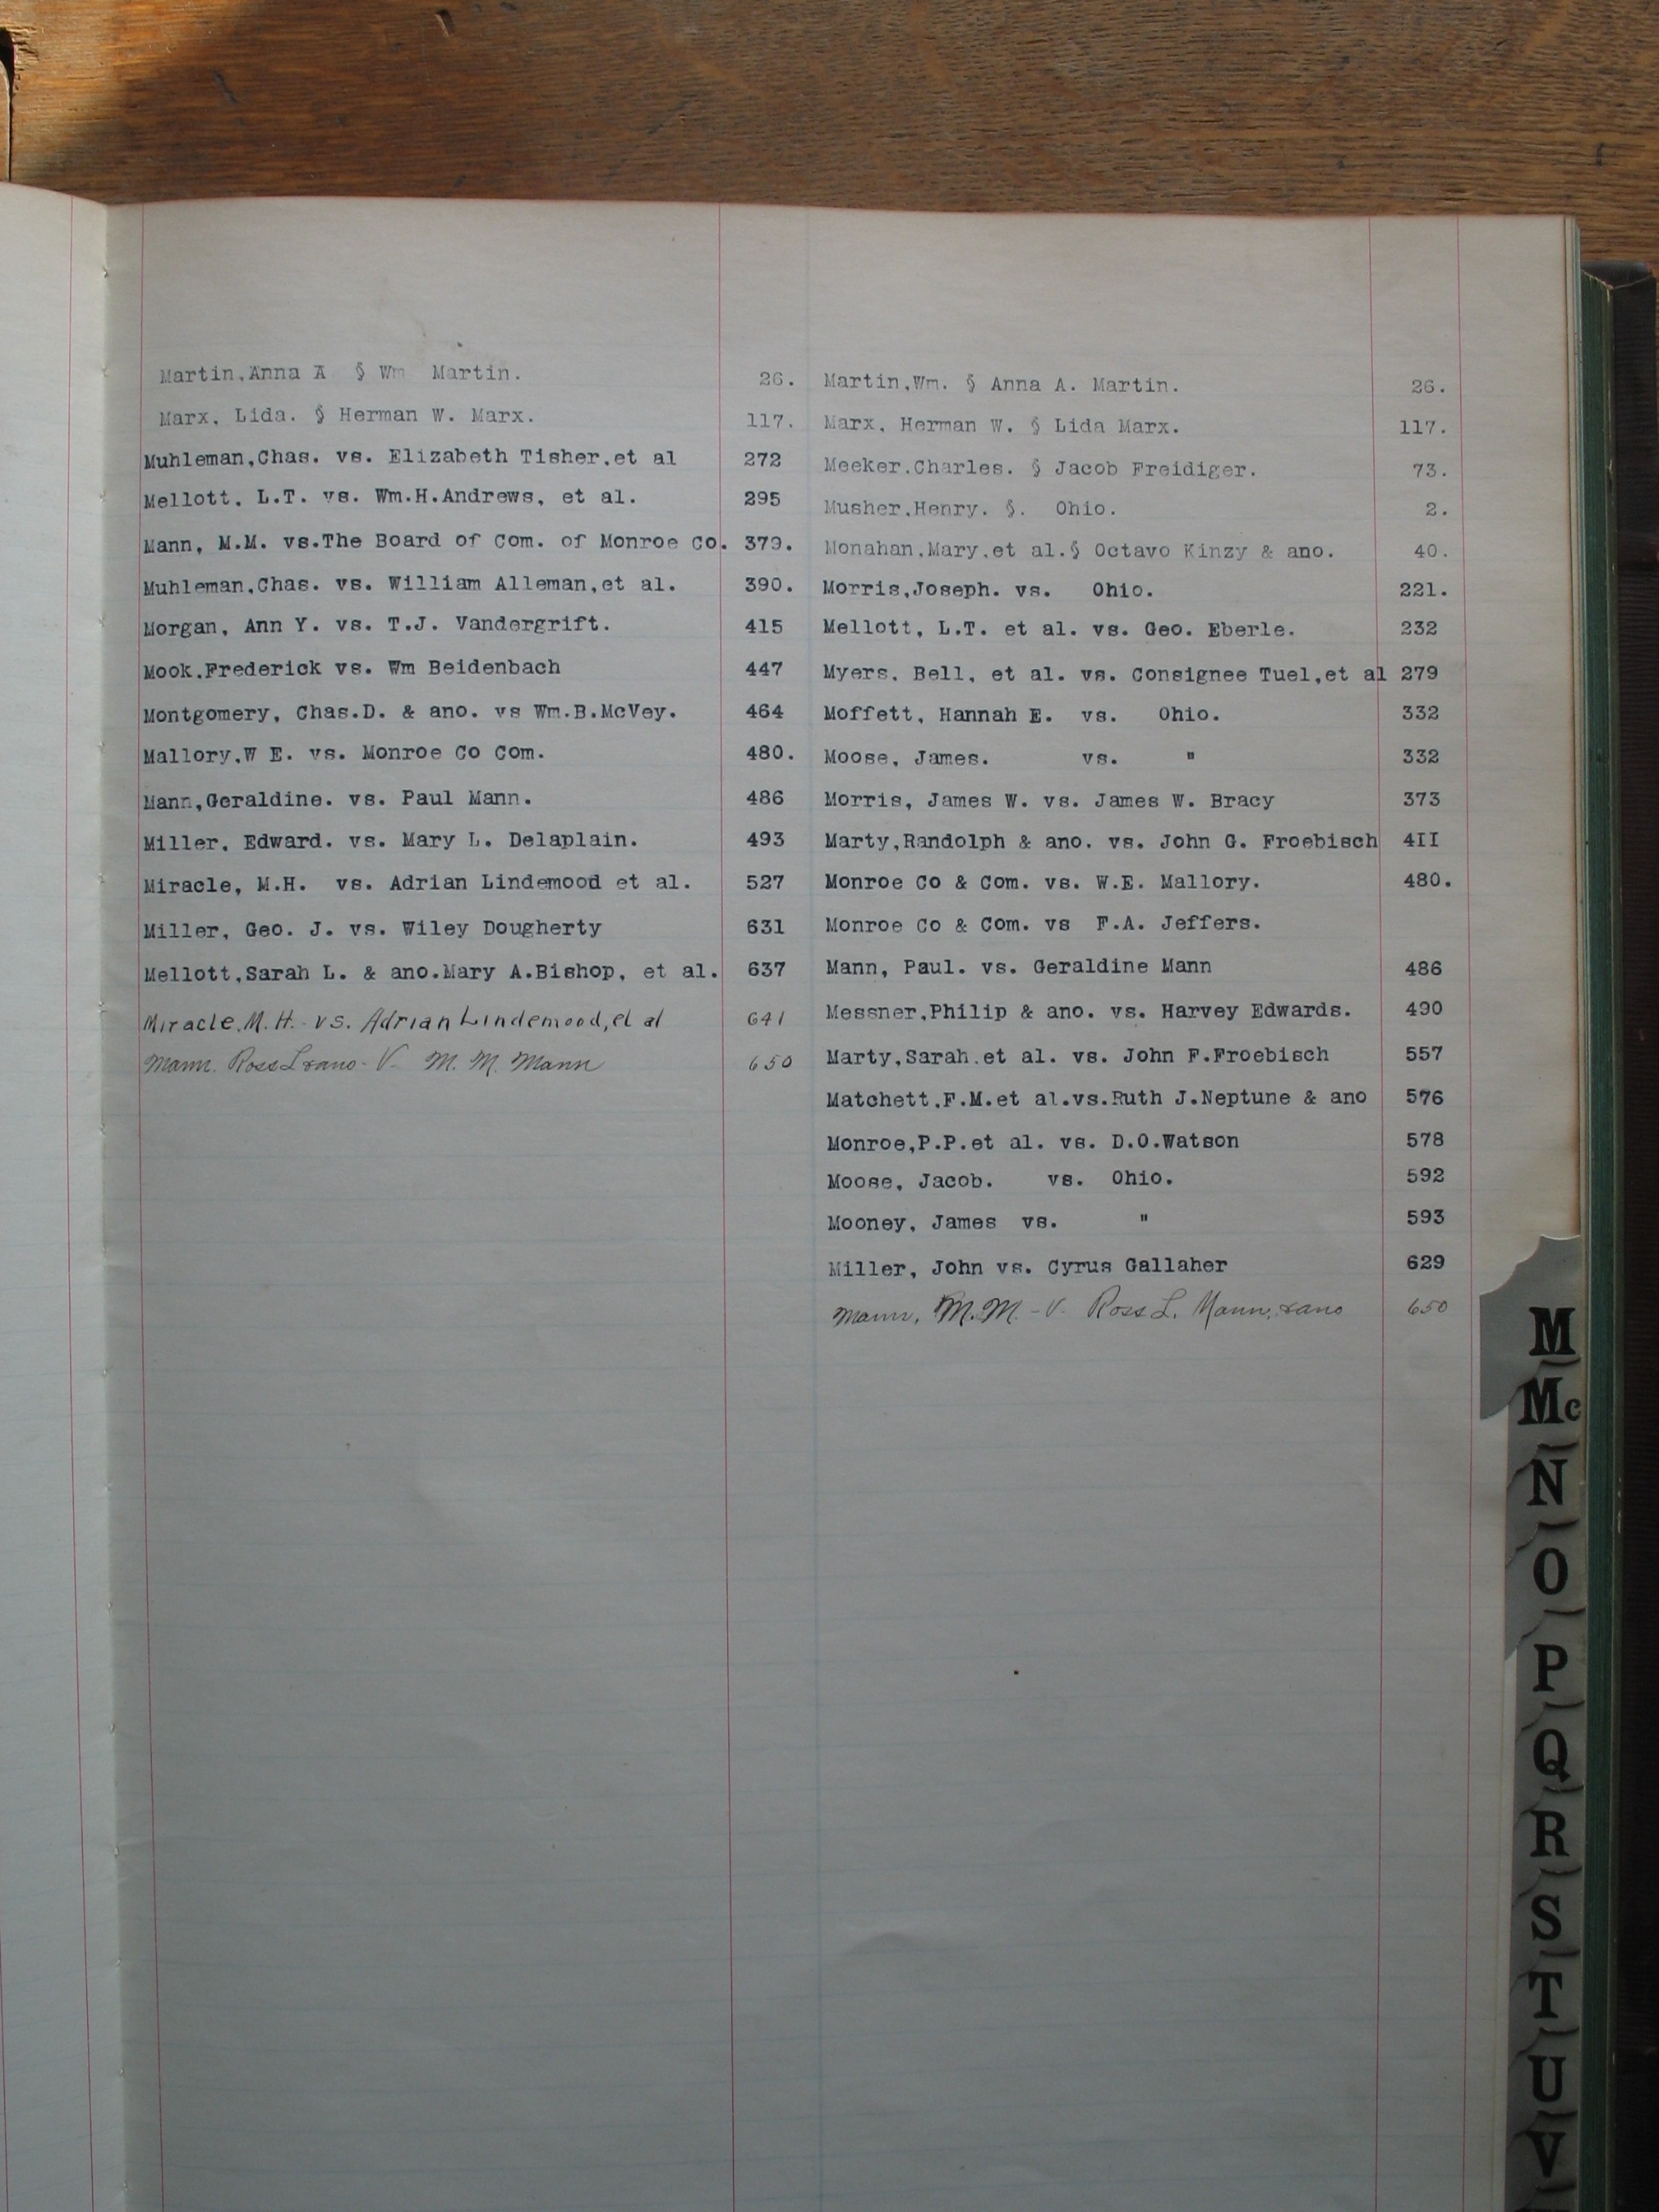 Martin,Anna A § Wm Martin. 26.
Marx, Lida. § Herman W. Marx. 117.
Muhleman,Chas. vs. Elizabeth Tisher,et al 272
Mellott, L.T. vs. Wm.H.Andrews, et al. 295
Mann, M.M. vs.The Board of Com. of Monroe Co. 379.
Muhleman,Chas. vs. William Alleman,et al. 390.
Morgan, Ann Y. vs. T.J. Vandergrift. 415
Mook,Frederick vs. Wm Beidenbach 447
Montgomery, Chas.D. & ano. vs Wm.B.McVey. 464
Mallory,W E. vs. Monroe Co Com. 480.
Mann,Geraldine. vs. Paul Mann. 486
Miller, Edward. vs. Mary L. Delaplain. 493
Miracle, M.H. vs. Adrian Lindemood et al. 527
Miller, Geo. J. vs. Wiley Dougherty 631
Mellott,Sarah L. & ano.Mary A.Bishop, et al. 637
Miracle, M. H. vs. Adrian Lindemood, et al 641
Mann. Ross L & ano - V - M. M. Mann 650
Martin,Wm. § Anna A. Martin. 26.
Marx, Herman W. § Lida Marx. 117.
Meeker,Charles. § Jacob Freidiger. 73.
Musher,Henry. §. Ohio. 2.
Monahan,Mary,et al.§ Octavo Kinzy & ano. 40.
Morris,Joseph. vs. Ohio. 221.
Mellott, L.T. et al. vs. Geo. Eberle. 232
Myers, Bell, et al. vs. Consignee Tuel,et al 279
Moffett, Hannah E. vs. Ohio. 332
Moose, James. vs. " 332
Morris, James W. vs. James W. Bracy 373
Marty,Randolph & ano. vs. John G. Froebisch 4II
Monroe Co & Com. vs. W.E. Mallory. 480.
Monroe Co & Com. vs F.A. Jeffers.
Mann, Paul. vs. Geraldine Mann 486
Messner,Philip & ano. vs. Harvey Edwards. 490
Marty,Sarah.et al. vs. John F.Froebisch 557
Matchett,F.M.et al.vs.Ruth J.Neptune & ano 576
Monroe,P.P.et al. vs. D.O.Watson 578
Moose, Jacob. vs. Ohio. 592
Mooney, James vs. " 593
Miller, John vs. Cyrus Gallaher 629
Mann, M.M. - V - Ross L. Mann, & ano 650
M
Mc
N
O
P
Q
R
S
T
U
V